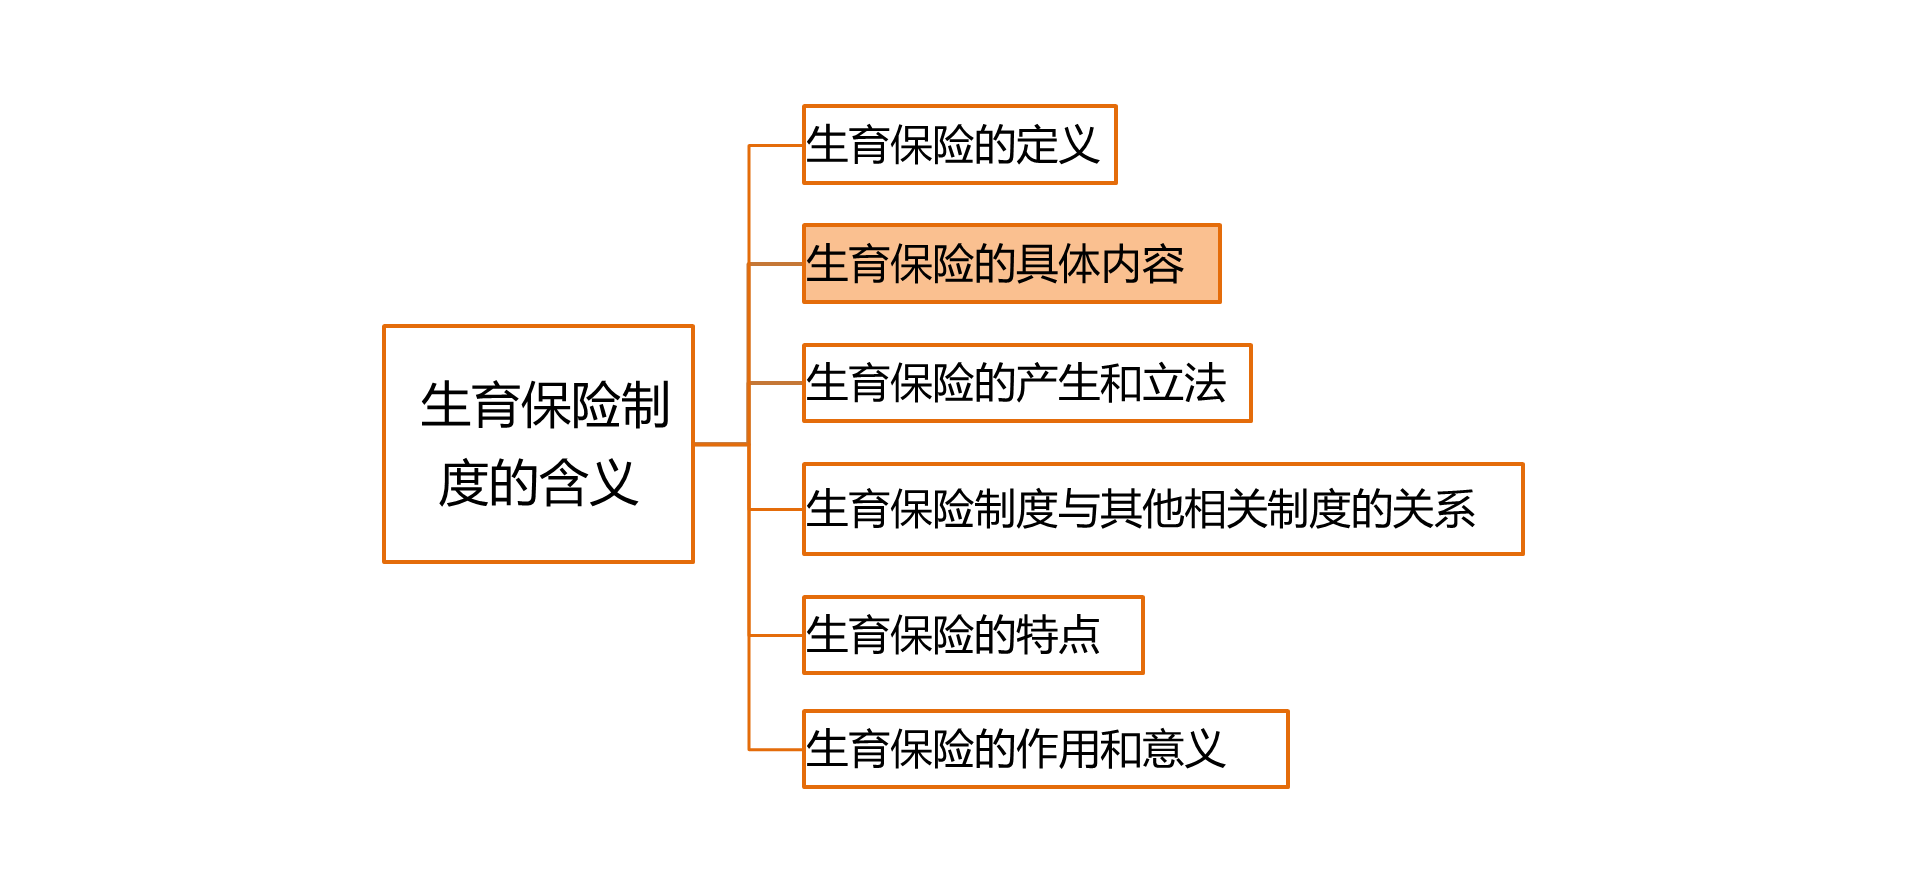 生育保险的定义
生育保险的具体内容
生育保险制
度的含义
生育保险的产生和立法
生育保险制度与其他相关制度的关系
生育保险的特点
生育保险的作用和意义